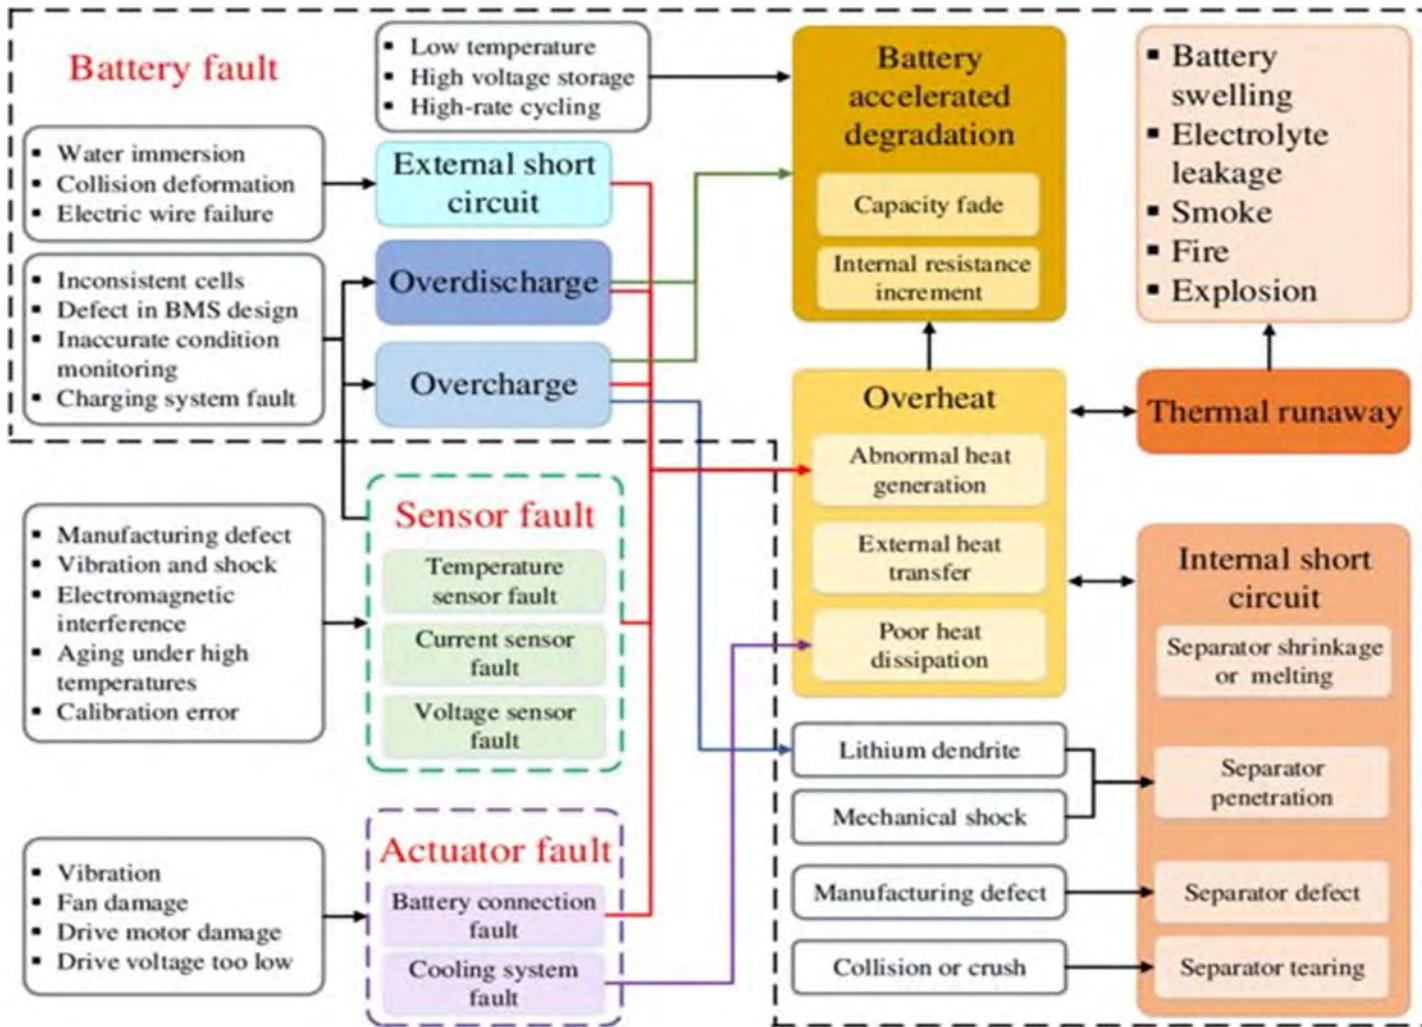 Battery fault
▪ Low temperature
▪ High voltage storage
▪ High-rate cycling
▪ Water immersion
▪ Collision deformation
▪ Electric wire failure
External short
circuit
▪ Inconsistent cells
▪ Defect in BMS design
▪ Inaccurate condition
monitoring
▪ Charging system fault
Overdischarge
Overcharge
Battery
accelerated
degradation
Capacity fade
Internal resistance
increment
▪ Battery
swelling
▪ Electrolyte
leakage
▪ Smoke
▪ Fire
▪ Explosion
Overheat
Abnormal heat
generation
External heat
transfer
Poor heat
dissipation
Thermal runaway
▪ Manufacturing defect
▪ Vibration and shock
▪ Electromagnetic
interference
▪ Aging under high
temperatures
▪ Calibration error
Sensor fault
Temperature
sensor fault
Current sensor
fault
Voltage sensor
fault
Internal short
circuit
Separator shrinkage
or melting
Separator
penetration
Separator defect
Separator tearing
Lithium dendrite
Mechanical shock
Manufacturing defect
Collision or crush
▪ Vibration
▪ Fan damage
▪ Drive motor damage
▪ Drive voltage too low
Actuator fault
Battery connection
fault
Cooling system
fault